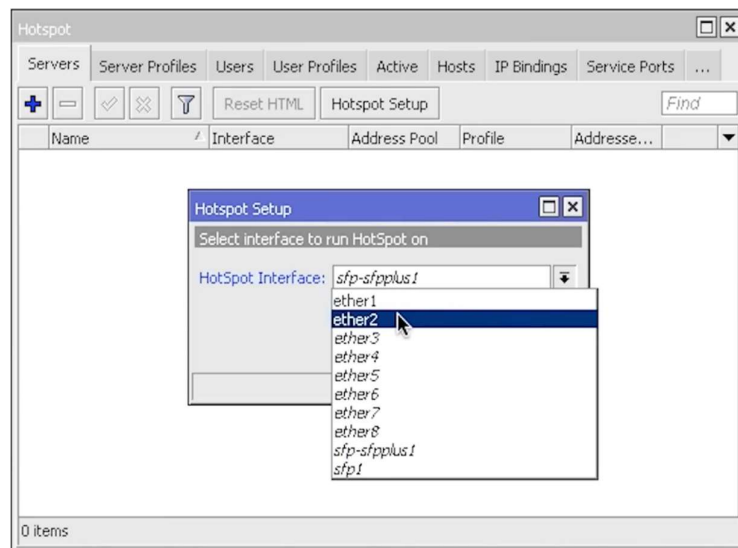 Hotspot
Servers Server Profiles Users User Profiles Active Hosts IP Bindings Service Ports ...
Reset HTML Hotspot Setup Find
Name Interface Address Pool Profile Addresse...
Hotspot Setup
Select interface to run HotSpot on
HotSpot Interface: sfp-sfpplus1
ether1
ether2
ether3
ether4
ether5
ether6
ether7
ether8
sfp-sfpplus1
sfp1
0 items